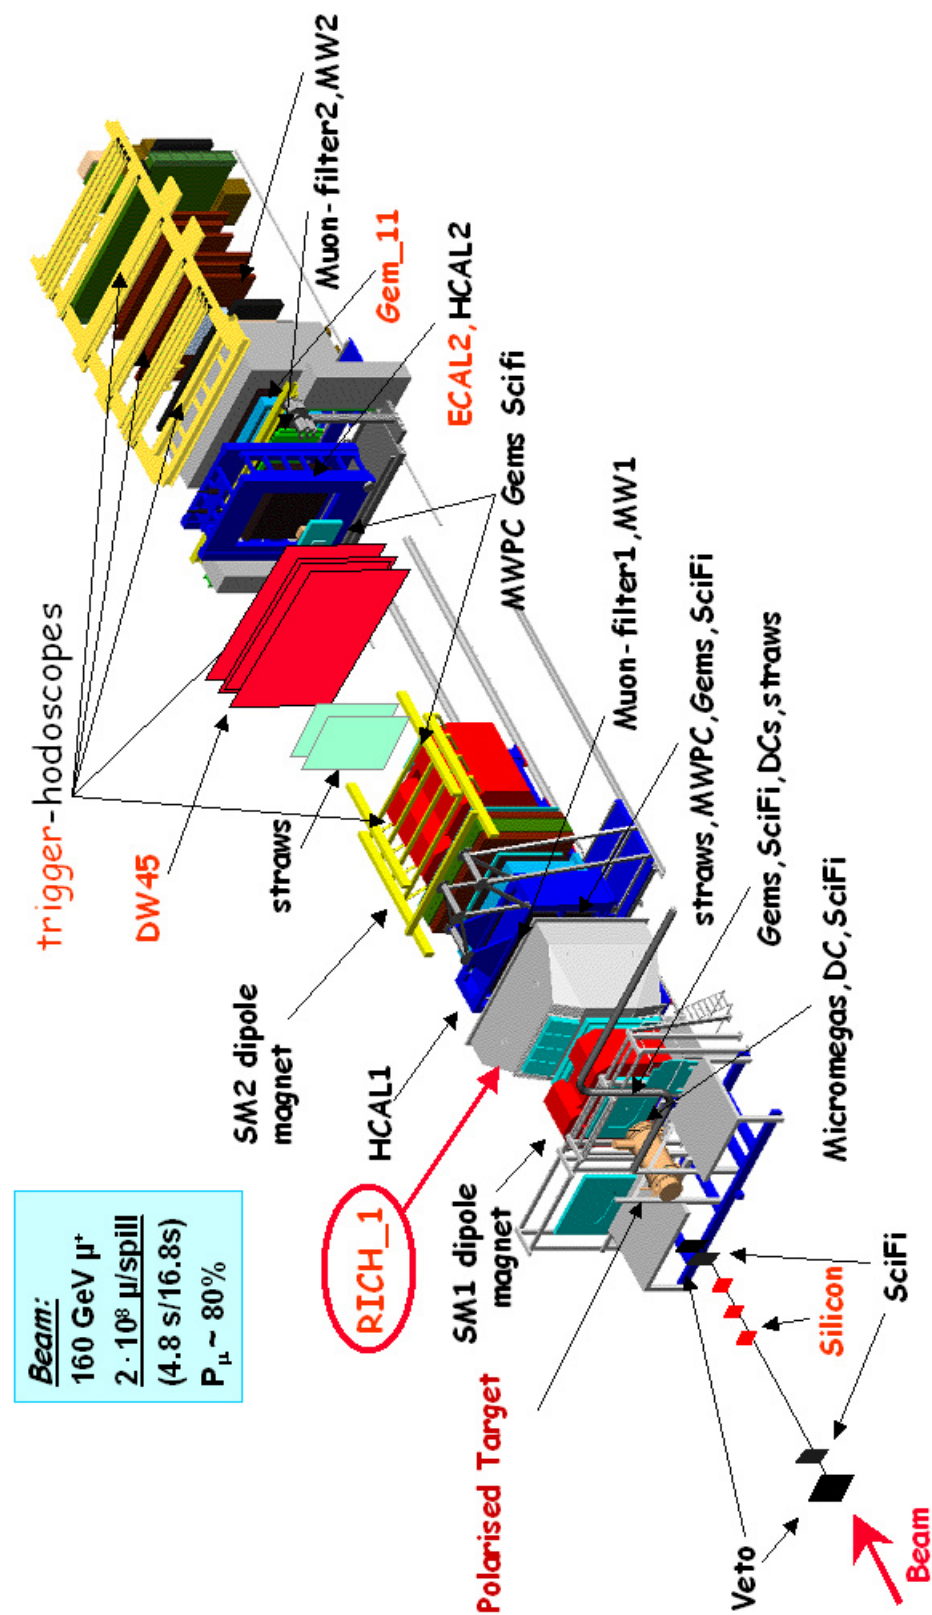 Beam:
160 GeV μ⁺
2 · 10⁸ μ/spill
(4.8 s/16.8s)
Pμ ~ 80%
trigger-hodoscopes
DW45
straws
SM2 dipole
magnet
HCAL1
RICH_1
SM1 dipole
magnet
Polarised Target
Veto
Beam
SciFi
Silicon
Micromegas,DC,SciFi
Gems,SciFi,DCs,straws
straws,MWPC,Gems,SciFi
Muon-filter1,MW1
MWPC Gems Scifi
ECAL2,HCAL2
Gem_11
Muon-filter2,MW2